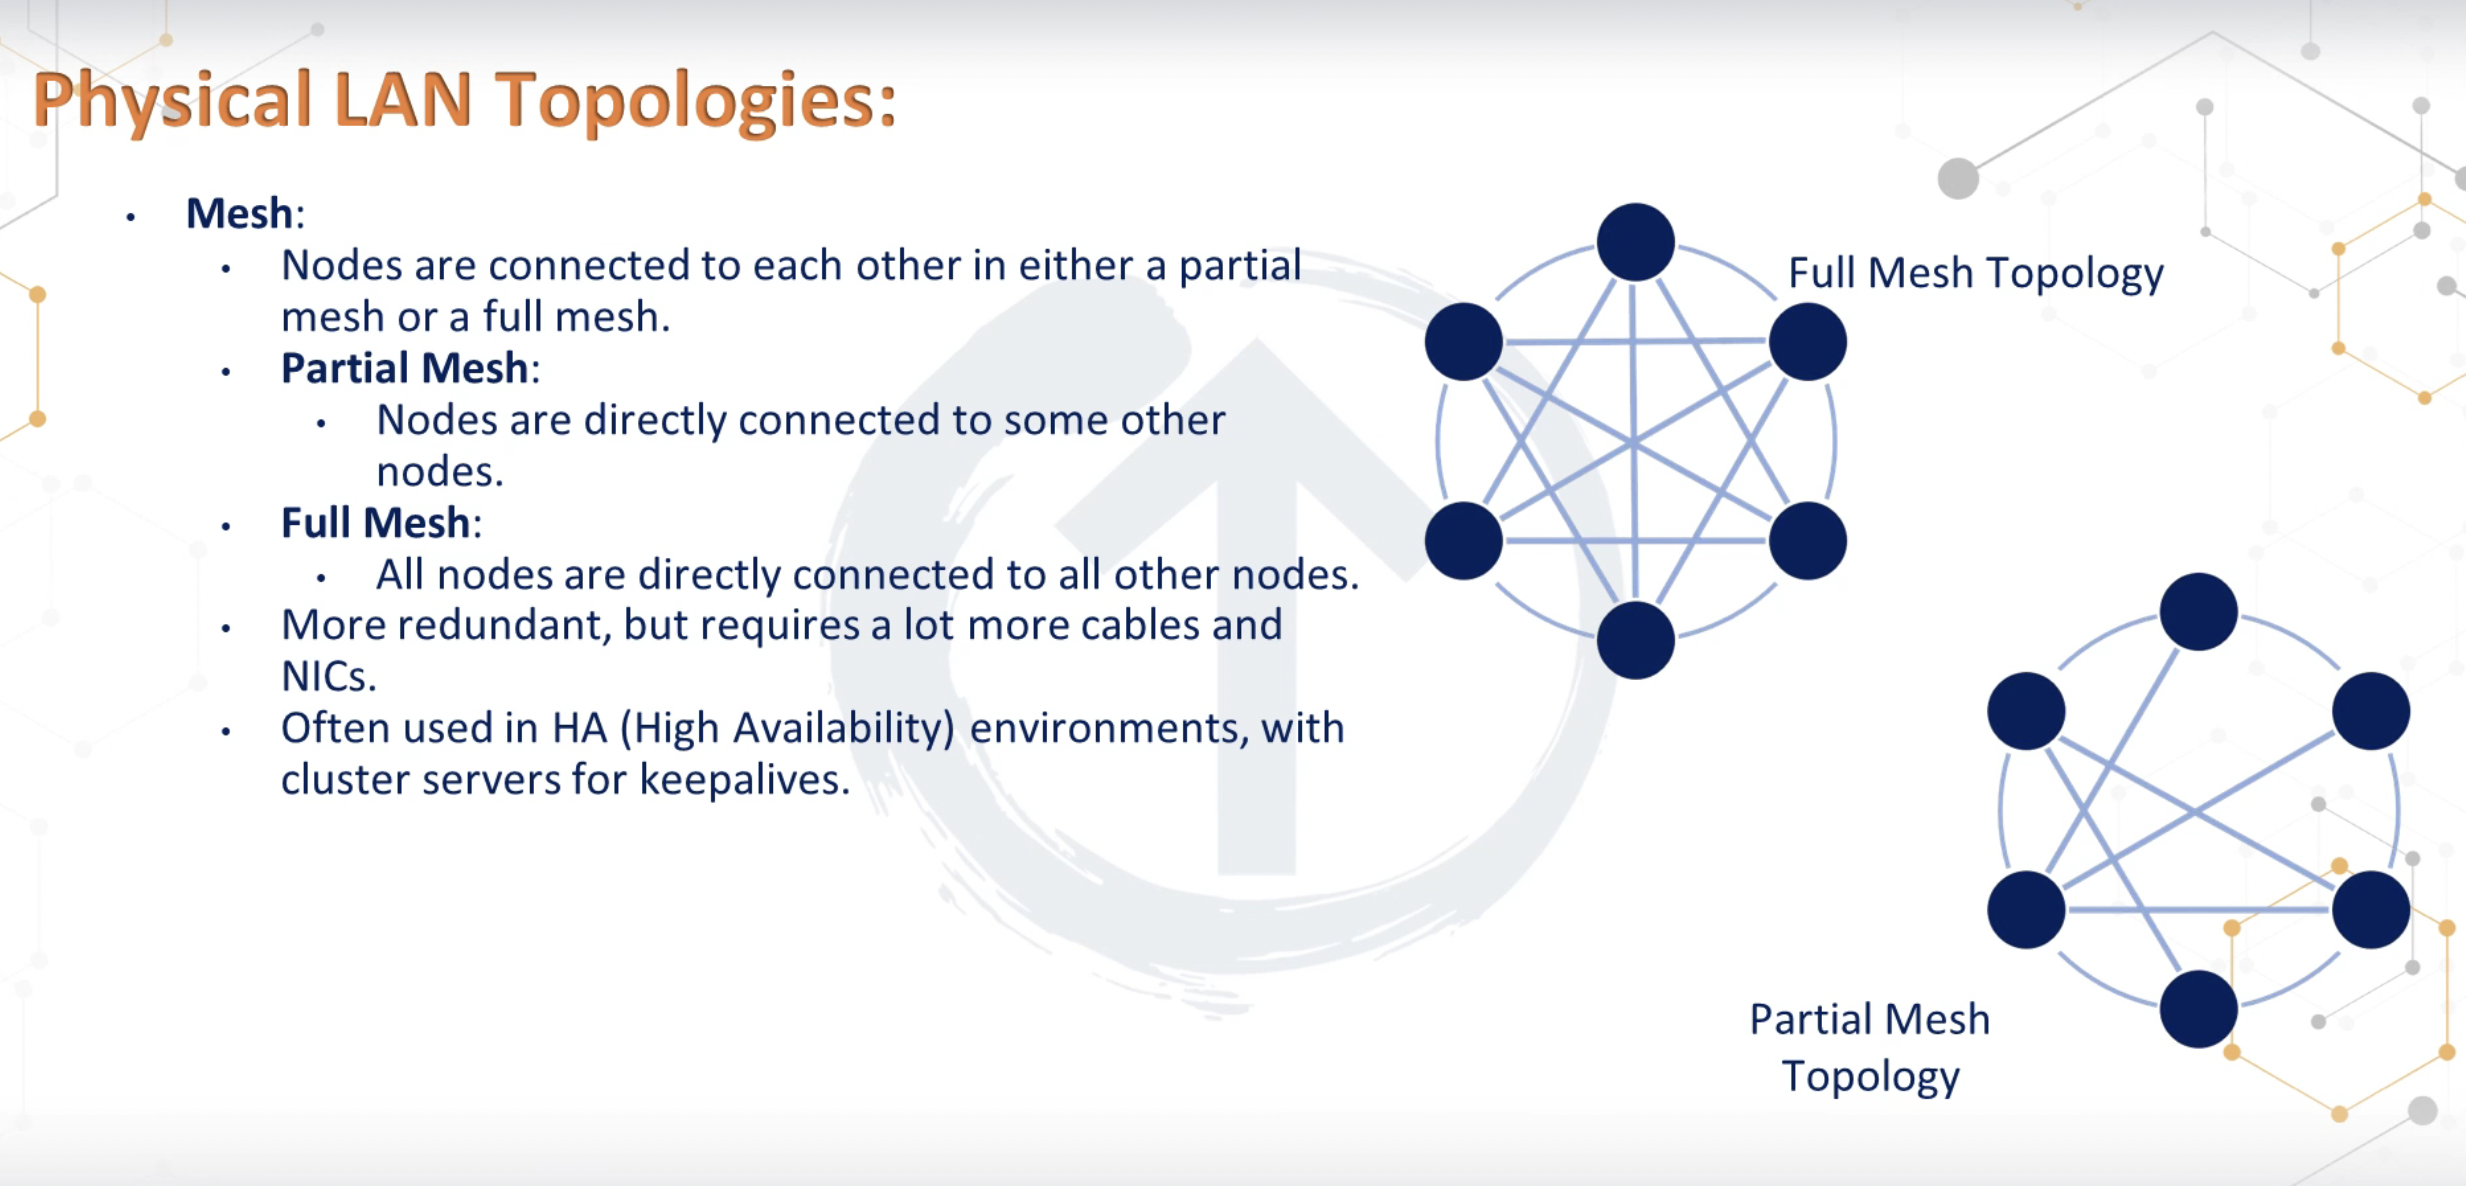 Physical LAN Topologies:
• Mesh:
• Nodes are connected to each other in either a partial
mesh or a full mesh.
• Partial Mesh:
• Nodes are directly connected to some other
nodes.
• Full Mesh:
• All nodes are directly connected to all other nodes.
• More redundant, but requires a lot more cables and
NICs.
• Often used in HA (High Availability) environments, with
cluster servers for keepalives.
Full Mesh Topology
Partial Mesh
Topology